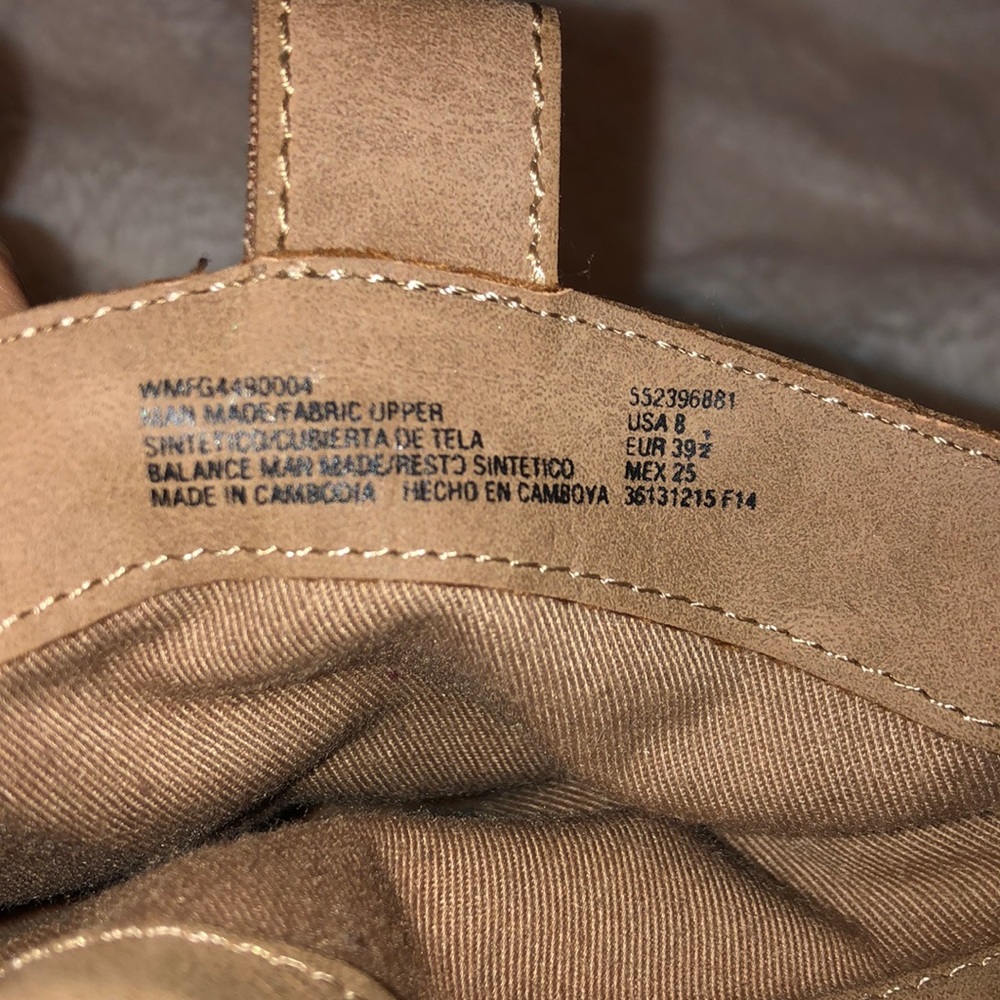 WMFG4490004
MAN MADE/FABRIC UPPER
SINTETICO/CUBIERTA DE TELA
BALANCE MAN MADE/RESTO SINTETICO
MADE IN CAMBODIA HECHO EN CAMBOYA
552396881
USA 8
EUR 39½
MEX 25
36131215 F14